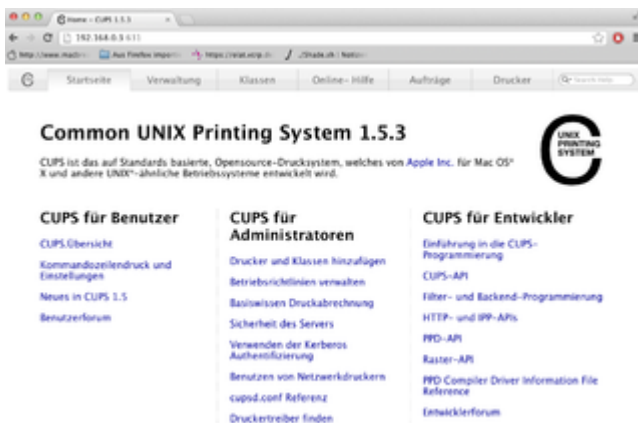 Home - CUPS 1.5.3
192.168.0.3:631
Aus Firefox importi
Startseite Verwaltung Klassen Online-Hilfe Aufträge Drucker Search Help
Common UNIX Printing System 1.5.3
UNIX
PRINTING
SYSTEM
CUPS ist das auf Standards basierte, Opensource-Drucksystem, welches von Apple Inc. für Mac OS®
X und andere UNIX®-ähnliche Betriebssysteme entwickelt wird.
CUPS für Benutzer
CUPS.Übersicht
Kommandozeilendruck und
Einstellungen
Neues in CUPS 1.5
Benutzerforum
CUPS für
Administratoren
Drucker und Klassen hinzufügen
Betriebsrichtlinien verwalten
Basiswissen Druckabrechnung
Sicherheit des Servers
Verwenden der Kerberos
Authentifizierung
Benutzen von Netzwerkdruckern
cupsd.conf Referenz
Druckertreiber finden
CUPS für Entwickler
Einführung in die CUPS-
Programmierung
CUPS-API
Filter- und Backend-Programmierung
HTTP- und IPP-APIs
PPD-API
Raster-API
PPD Compiler Driver Information File
Reference
Entwicklerforum